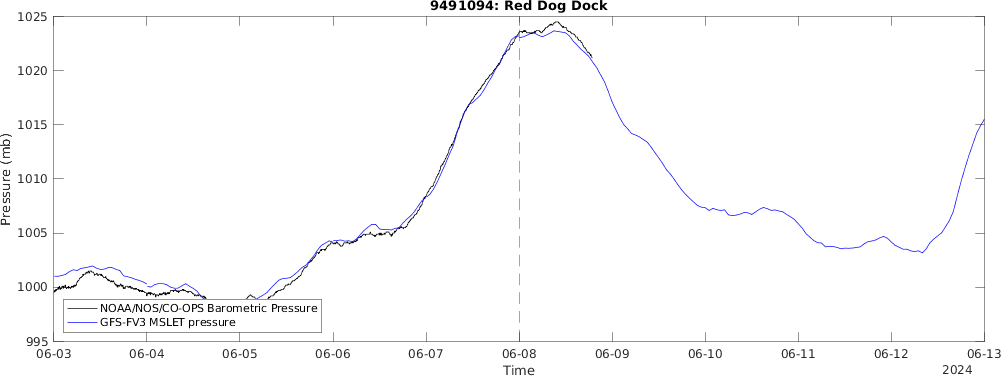 9491094: Red Dog Dock
1025
1020
1015
1010
1005
1000
995
Pressure (mb)
NOAA/NOS/CO-OPS Barometric Pressure
GFS-FV3 MSLET pressure
06-03 06-04 06-05 06-06 06-07 06-08 06-09 06-10 06-11 06-12 06-13
Time
2024